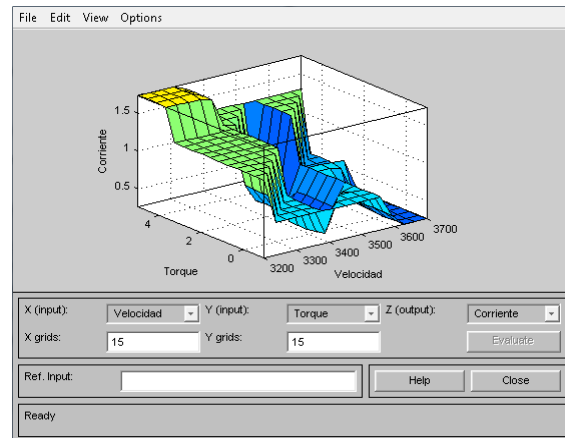 File Edit View Options
1.5
1
0.5
Corriente
4
2
0
Torque
3200
3300
3400
3500
3600
3700
Velocidad
X (input): Velocidad Y (input): Torque Z (output): Corriente
X grids: 15 Y grids: 15 Evaluate
Ref. Input: Help Close
Ready